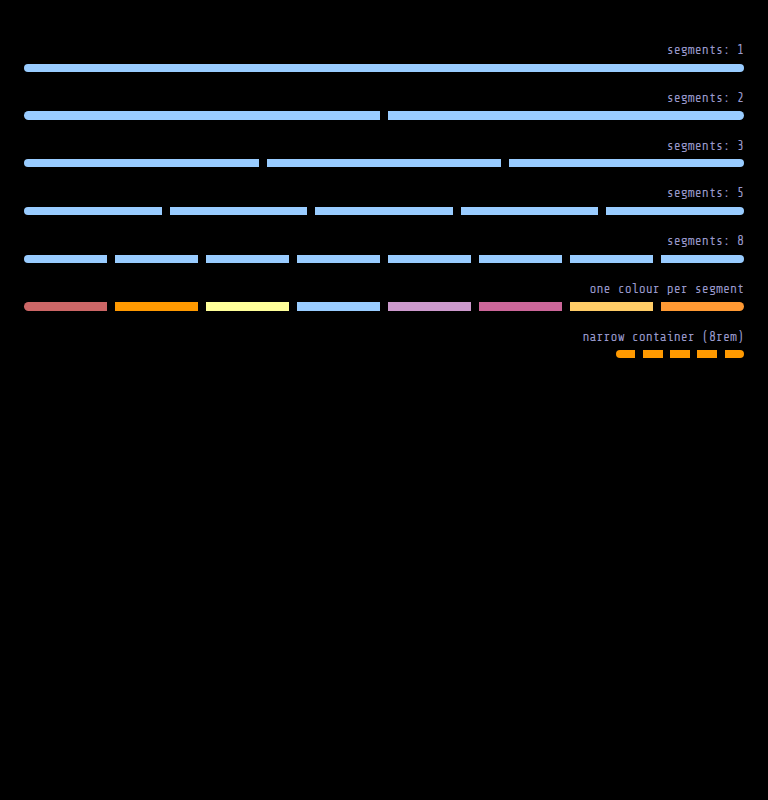 segments: 1
segments: 2
segments: 3
segments: 5
segments: 8
one colour per segment
narrow container (8rem)